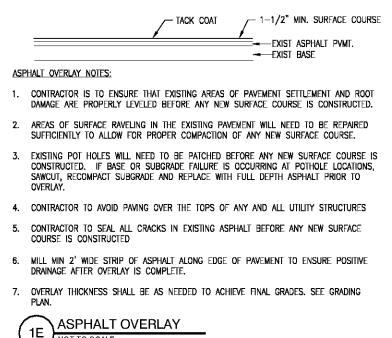 TACK COAT
1-1/2" MIN. SURFACE COURSE
EXIST ASPHALT PVMT.
EXIST BASE
ASPHALT OVERLAY NOTES:
1. CONTRACTOR IS TO ENSURE THAT EXISTING AREAS OF PAVEMENT SETTLEMENT AND ROOT
DAMAGE ARE PROPERLY LEVELED BEFORE ANY NEW SURFACE COURSE IS CONSTRUCTED.
2. AREAS OF SURFACE RAVELING IN THE EXISTING PAVEMENT WILL NEED TO BE REPAIRED
SUFFICIENTLY TO ALLOW FOR PROPER COMPACTION OF ANY NEW SURFACE COURSE.
3. EXISTING POT HOLES WILL NEED TO BE PATCHED BEFORE ANY NEW SURFACE COURSE IS
CONSTRUCTED. IF BASE OR SUBGRADE FAILURE IS OCCURRING AT POTHOLE LOCATIONS,
SAWCUT, RECOMPACT SUBGRADE AND REPLACE WITH FULL DEPTH ASPHALT PRIOR TO
OVERLAY.
4. CONTRACTOR TO AVOID PAVING OVER THE TOPS OF ANY AND ALL UTILITY STRUCTURES
5. CONTRACTOR TO SEAL ALL CRACKS IN EXISTING ASPHALT BEFORE ANY NEW SURFACE
COURSE IS CONSTRUCTED
6. MILL MIN 2' WIDE STRIP OF ASPHALT ALONG EDGE OF PAVEMENT TO ENSURE POSITIVE
DRAINAGE AFTER OVERLAY IS COMPLETE.
7. OVERLAY THICKNESS SHALL BE AS NEEDED TO ACHIEVE FINAL GRADES. SEE GRADING
PLAN.
1E ASPHALT OVERLAY
NOT TO SCALE